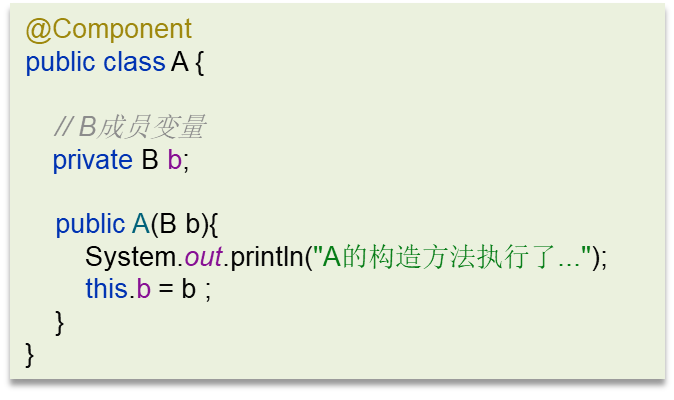 @Component
public class A {
// B成员变量
private B b;
public A(B b){
System.out.println("A的构造方法执行了...");
this.b = b ;
}
}